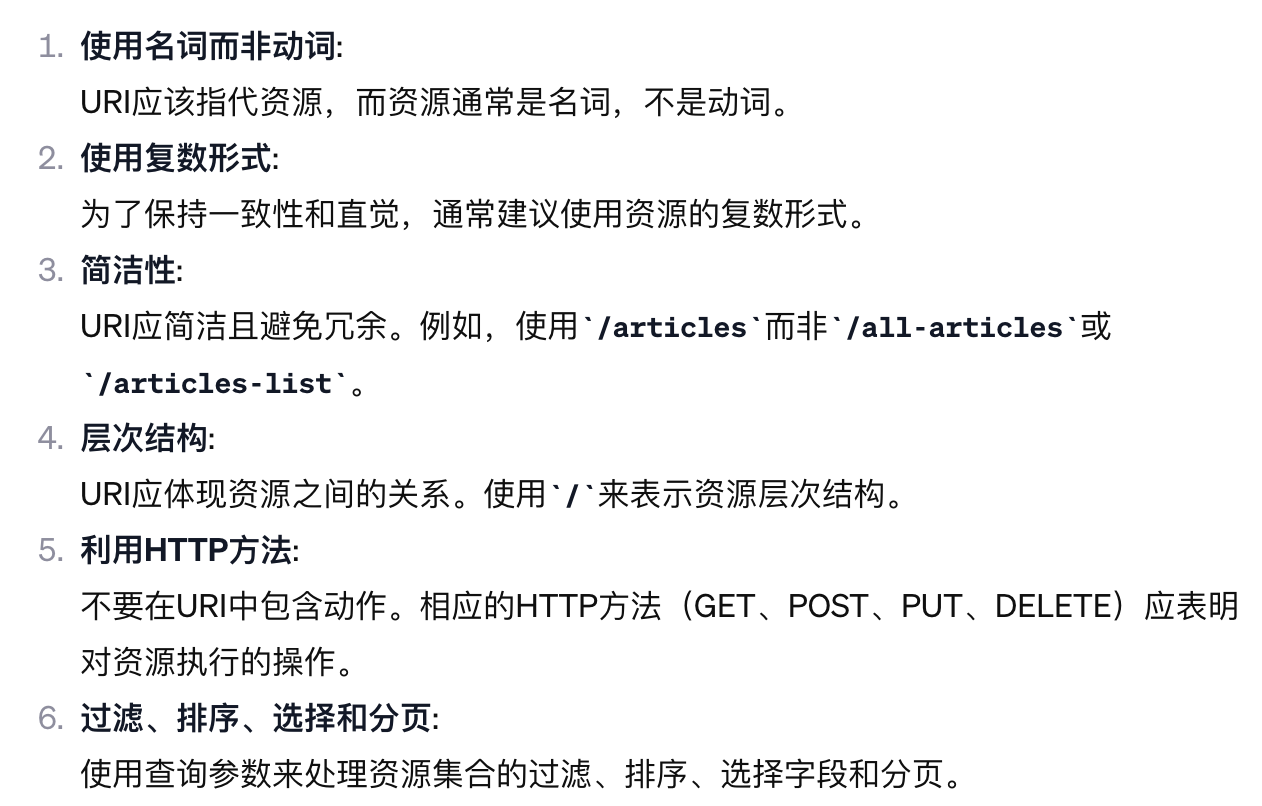 1. 使用名词而非动词:
URI应该指代资源，而资源通常是名词，不是动词。
2. 使用复数形式:
为了保持一致性和直觉，通常建议使用资源的复数形式。
3. 简洁性:
URI应简洁且避免冗余。例如，使用`/articles`而非`/all-articles`或
`/articles-list`。
4. 层次结构:
URI应体现资源之间的关系。使用`/`来表示资源层次结构。
5. 利用HTTP方法:
不要在URI中包含动作。相应的HTTP方法（GET、POST、PUT、DELETE）应表明
对资源执行的操作。
6. 过滤、排序、选择和分页:
使用查询参数来处理资源集合的过滤、排序、选择字段和分页。